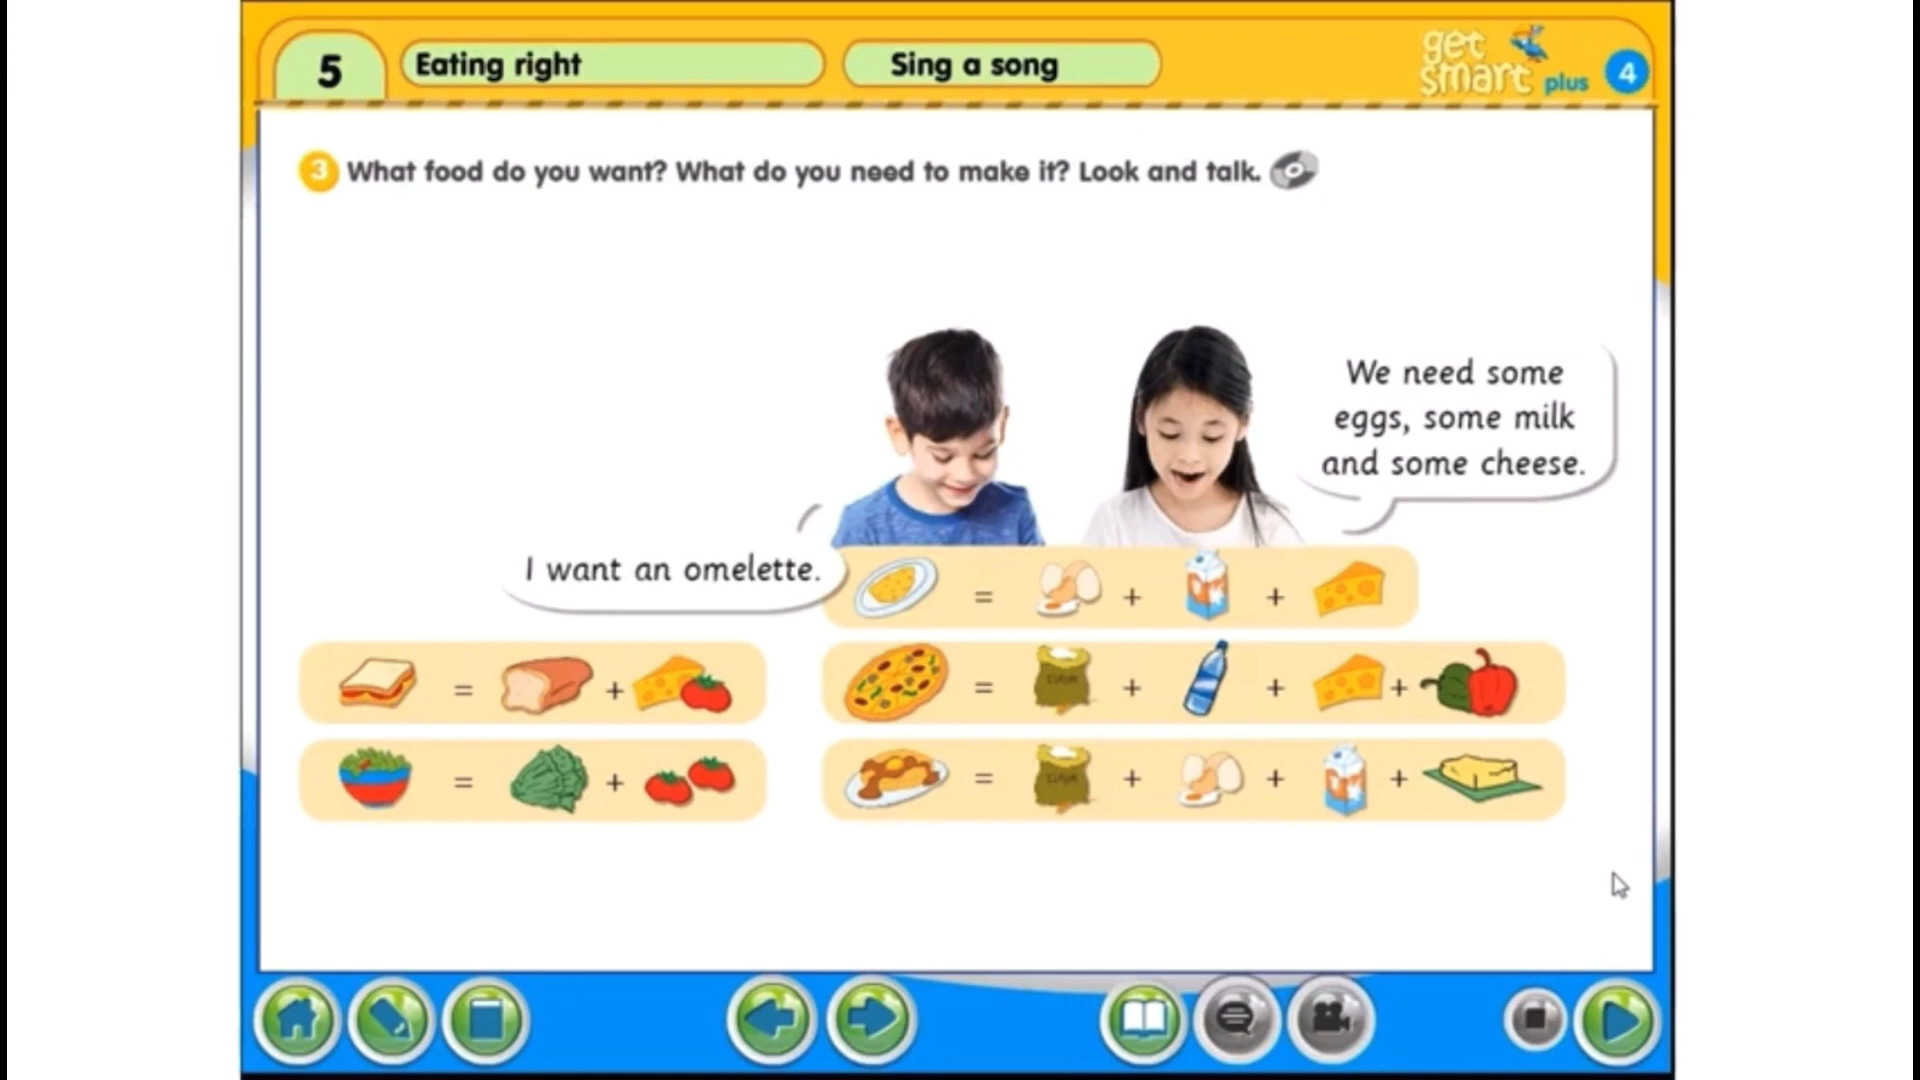 5
Eating right
Sing a song
get
smart plus 4
3 What food do you want? What do you need to make it? Look and talk.
We need some
eggs, some milk
and some cheese.
I want an omelette.
=
+
+
=
+
=
+
+
+
=
+
=
+
+
+